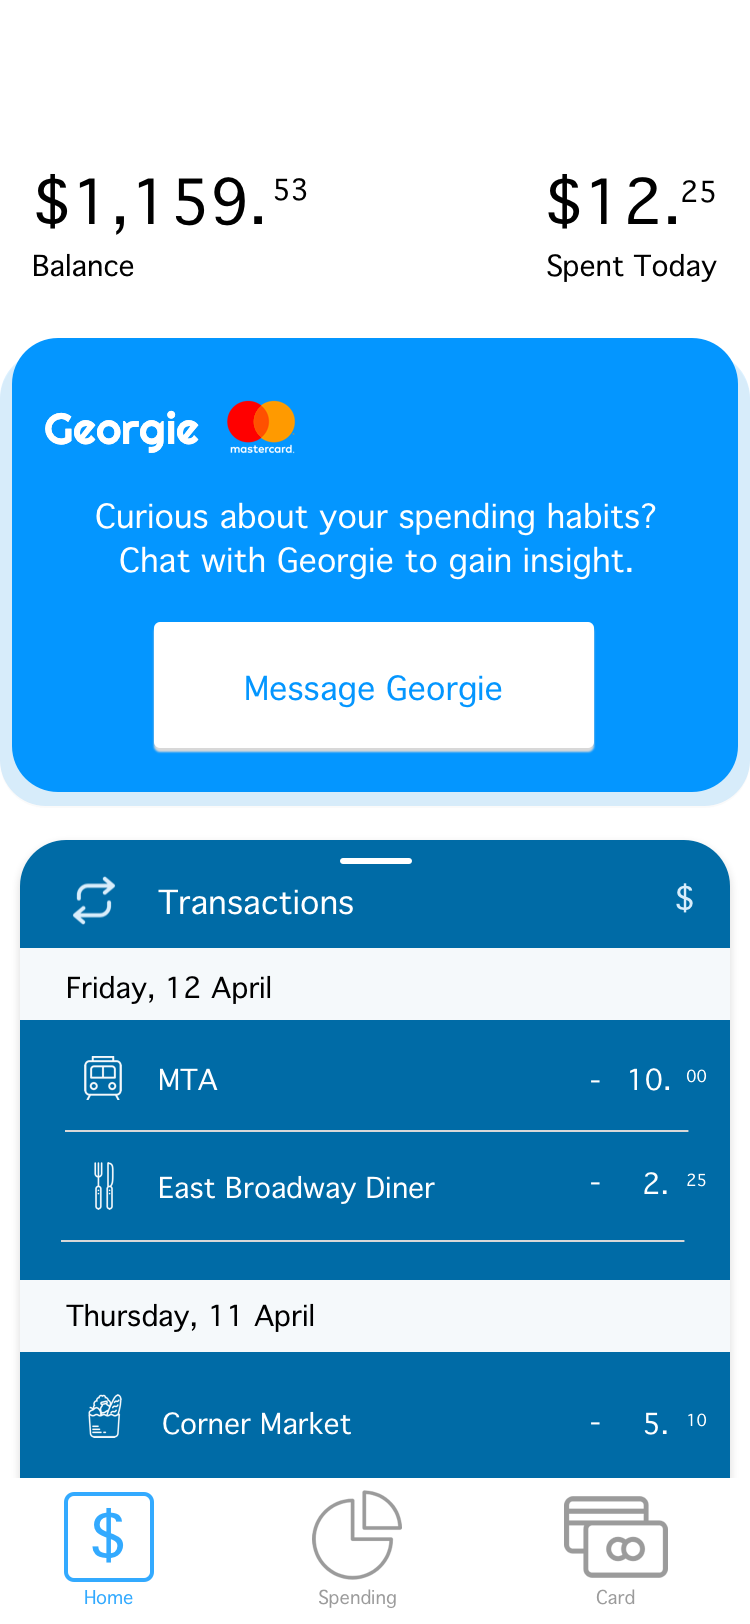 $1,159.53 $12.25
Balance Spent Today
Georgie mastercard.
Curious about your spending habits?
Chat with Georgie to gain insight.
Message Georgie
Transactions $
Friday, 12 April
MTA - 10. 00
East Broadway Diner - 2. 25
Thursday, 11 April
Corner Market - 5. 10
$
Home Spending Card